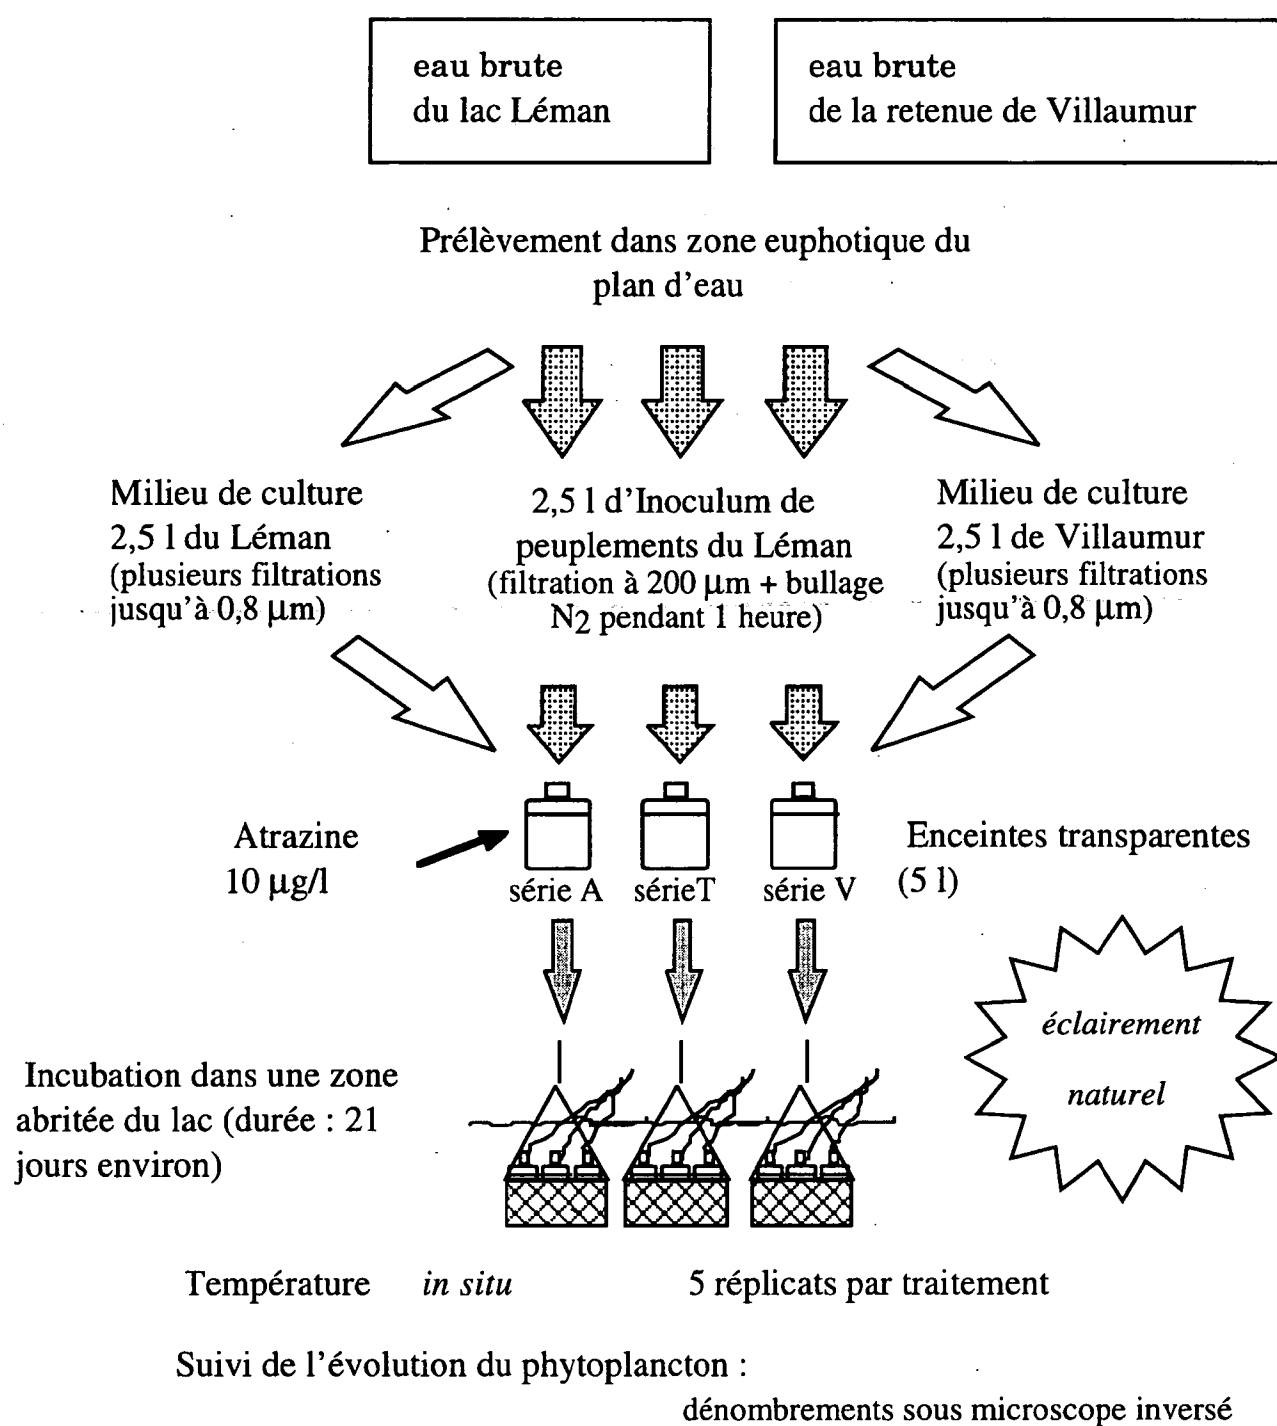 eau brute
du lac Léman
eau brute
de la retenue de Villaumur
Prélèvement dans zone euphotique du
plan d'eau
Milieu de culture
2,5 l du Léman
(plusieurs filtrations
jusqu'à 0,8 µm)
2,5 l d'Inoculum de
peuplements du Léman
(filtration à 200 µm + bullage
N2 pendant 1 heure)
Milieu de culture
2,5 l de Villaumur
(plusieurs filtrations
jusqu'à 0,8 µm)
Atrazine
10 µg/l
série A
sérieT
série V
Enceintes transparentes
(5 l)
éclairement
naturel
Incubation dans une zone
abritée du lac (durée : 21
jours environ)
Température in situ
5 réplicats par traitement
Suivi de l'évolution du phytoplancton :
dénombrements sous microscope inversé